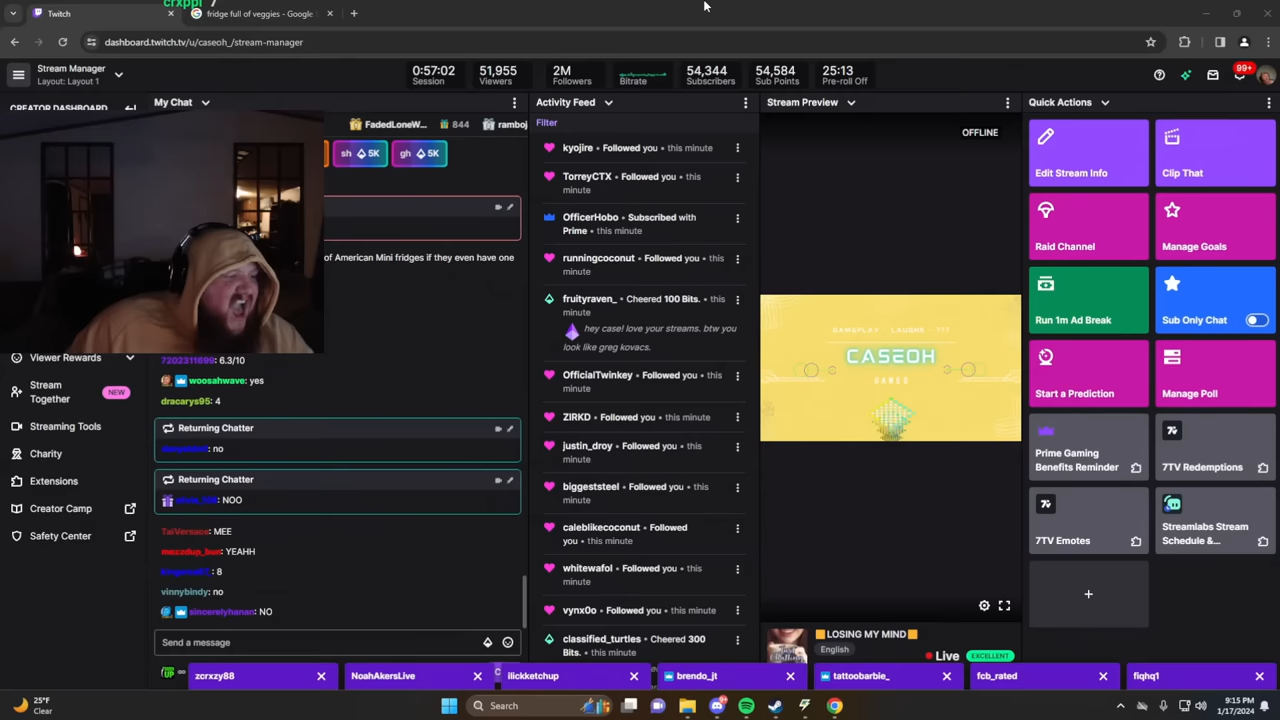 crxppi
Twitch
fridge full of veggies - Google
dashboard.twitch.tv/u/caseoh_/stream-manager
Stream Manager
Layout: Layout 1
0:57:02
Session
51,955
Viewers
2M
Followers
Bitrate
54,344
Subscribers
54,584
Sub Points
25:13
Pre-roll Off
99+
CREATOR DASHBOARD
Viewer Rewards
Stream
Together
NEW
Streaming Tools
Charity
Extensions
Creator Camp
Safety Center
My Chat
FadedLoneW...
844
ramboj
sh 5K
gh 5K
of American Mini fridges if they even have one
7202311699: 6.3/10
woosahwave: yes
dracarys95: 4
Returning Chatter
: no
Returning Chatter
: NOO
TaiVersace: MEE
mezzdup_bun: YEAHH
: 8
vinnybindy: no
sincerelyhanan: NO
Send a message
Activity Feed
Filter
kyojire • Followed you • this minute
TorreyCTX • Followed you • this
minute
OfficerHobo • Subscribed with
Prime • this minute
runningcoconut • Followed you • this
minute
fruityraven_ • Cheered 100 Bits. • this
minute
hey case! love your streams. btw you
look like greg kovacs.
OfficialTwinkey • Followed you • this
minute
ZIRKD • Followed you • this minute
justin_droy • Followed you • this
minute
biggeststeel • Followed you • this
minute
caleblikecoconut • Followed
you • this minute
whitewafol • Followed you • this
minute
vynx0o • Followed you • this minute
classified_turtles • Cheered 300
Bits. • this minute
Stream Preview
OFFLINE
GAMEPLAY - LAUGHS - ???
CASEOH
GAMES
LOSING MY MIND
English
Live
EXCELLENT
Quick Actions
Edit Stream Info
Clip That
Raid Channel
Manage Goals
Run 1m Ad Break
Sub Only Chat
Start a Prediction
Manage Poll
Prime Gaming
Benefits Reminder
7TV Redemptions
7TV Emotes
Streamlabs Stream
Schedule &...
zcrxzy88
NoahAkersLive
ilickketchup
brendo_jt
tattoobarbie_
fcb_rated
fiqhq1
25°F
Clear
Search
9:15 PM
1/17/2024